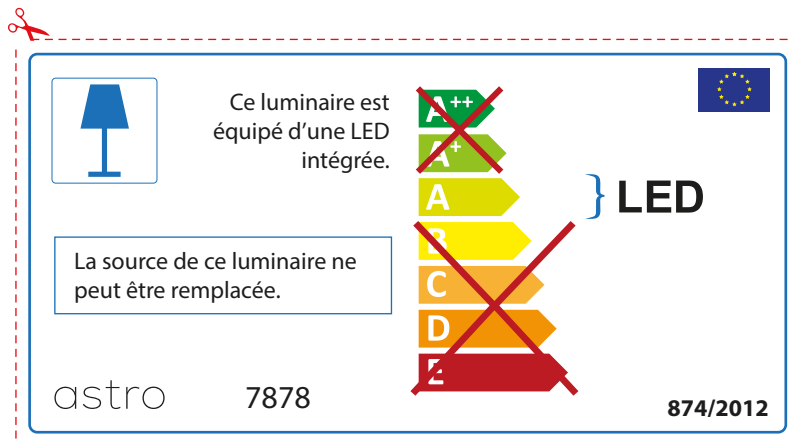 Ce luminaire est
équipé d’une LED
intégrée.
A++
A+
A
B
C
D
E
LED
La source de ce luminaire ne
peut être remplacée.
astro
7878
874/2012